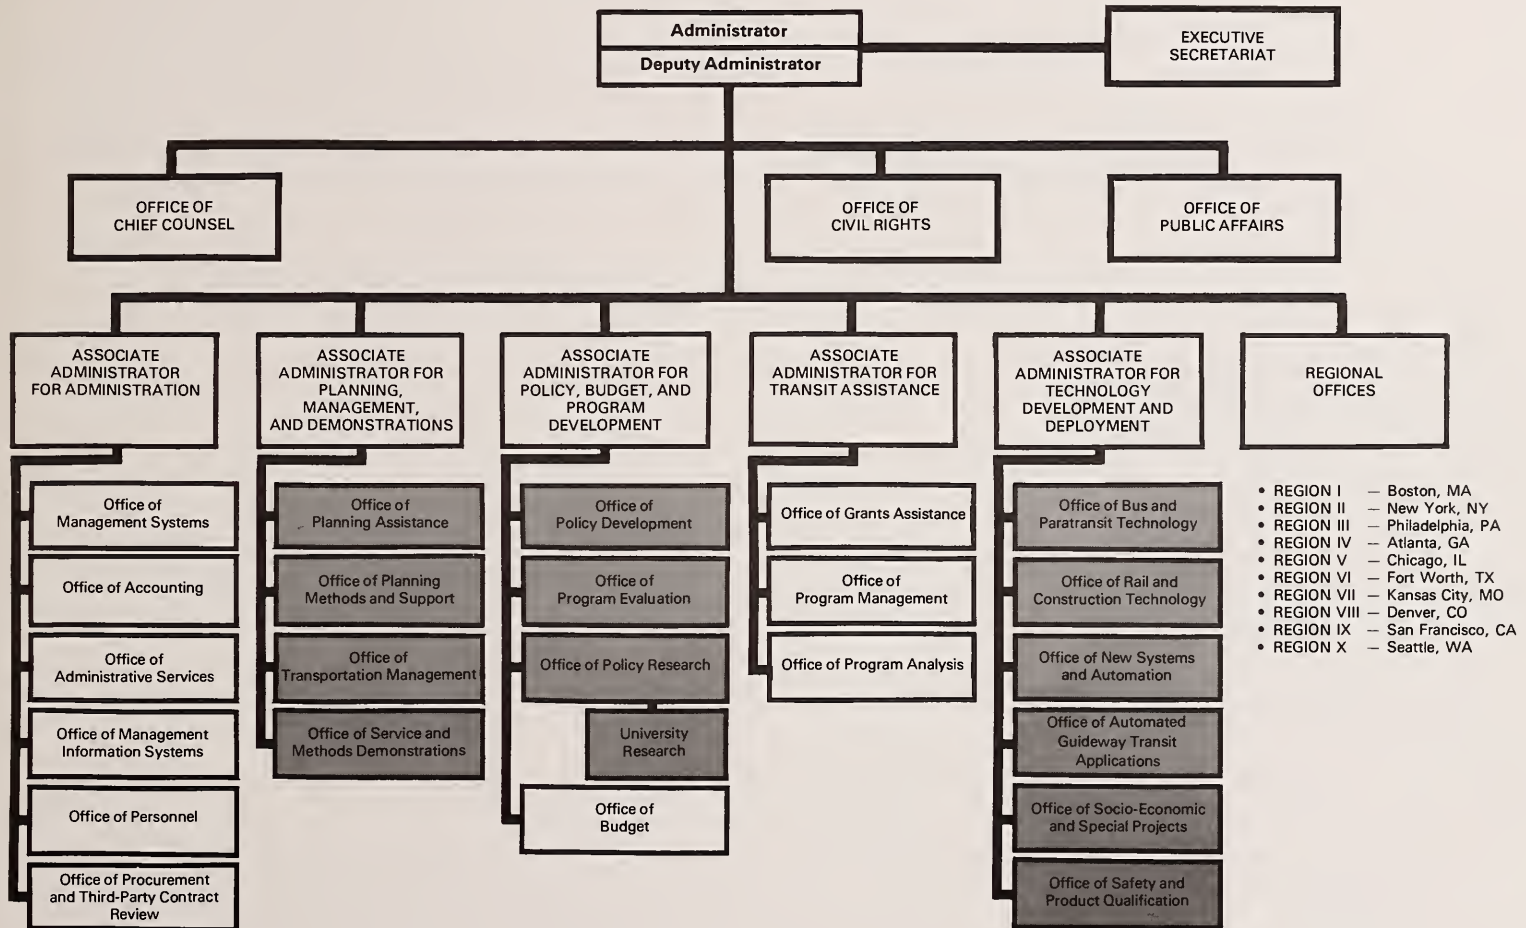 Administrator
Deputy Administrator
EXECUTIVE
SECRETARIAT
OFFICE OF
CHIEF COUNSEL
OFFICE OF
CIVIL RIGHTS
OFFICE OF
PUBLIC AFFAIRS
ASSOCIATE
ADMINISTRATOR
FOR ADMINISTRATION
ASSOCIATE
ADMINISTRATOR FOR
PLANNING,
MANAGEMENT,
AND DEMONSTRATIONS
ASSOCIATE
ADMINISTRATOR FOR
POLICY, BUDGET, AND
PROGRAM
DEVELOPMENT
ASSOCIATE
ADMINISTRATOR FOR
TRANSIT ASSISTANCE
ASSOCIATE
ADMINISTRATOR FOR
TECHNOLOGY
DEVELOPMENT AND
DEPLOYMENT
REGIONAL
OFFICES
Office of
Management Systems
Office of Accounting
Office of
Administrative Services
Office of Management
Information Systems
Office of Personnel
Office of Procurement
and Third-Party Contract
Review
Office of
Planning Assistance
Office of Planning
Methods and Support
Office of
Transportation Management
Office of Service and
Methods Demonstrations
Office of
Policy Development
Office of
Program Evaluation
Office of Policy Research
University
Research
Office of
Budget
Office of Grants Assistance
Office of
Program Management
Office of Program Analysis
Office of Bus and
Paratransit Technology
Office of Rail and
Construction Technology
Office of New Systems
and Automation
Office of Automated
Guideway Transit
Applications
Office of Socio-Economic
and Special Projects
Office of Safety and
Product Qualification
• REGION I — Boston, MA
• REGION II — New York, NY
• REGION III — Philadelphia, PA
• REGION IV — Atlanta, GA
• REGION V — Chicago, IL
• REGION VI — Fort Worth, TX
• REGION VII — Kansas City, MO
• REGION VIII — Denver, CO
• REGION IX — San Francisco, CA
• REGION X — Seattle, WA